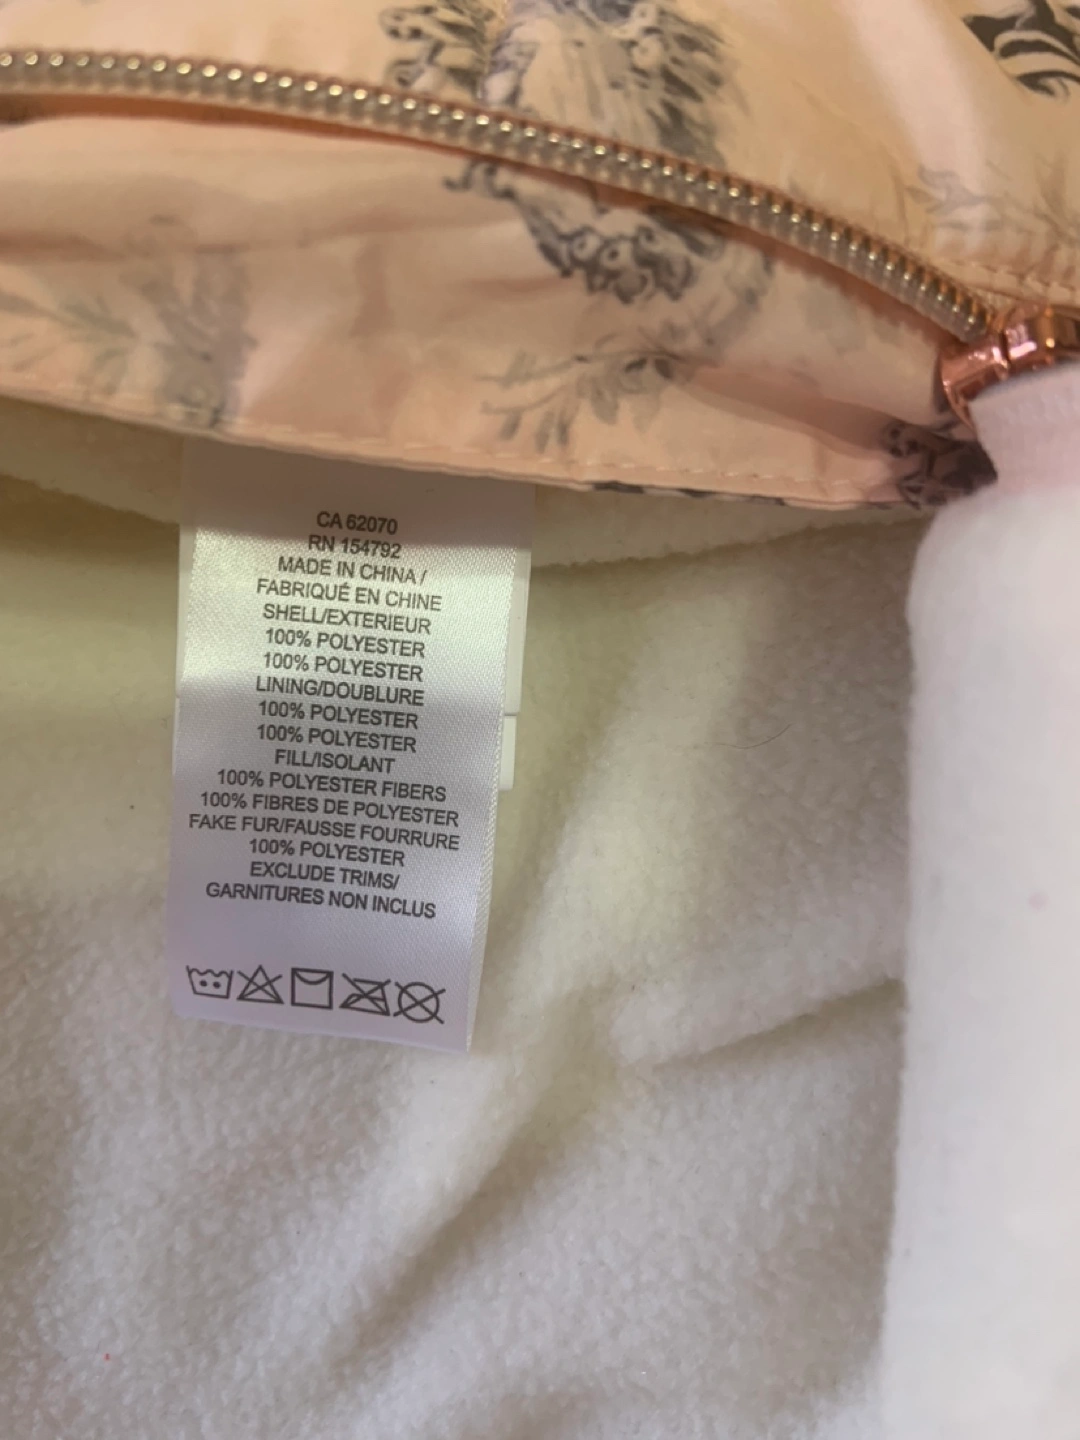 CA 62070
RN 154792
MADE IN CHINA /
FABRIQUÉ EN CHINE
SHELL/EXTERIEUR
100% POLYESTER
100% POLYESTER
LINING/DOUBLURE
100% POLYESTER
100% POLYESTER
FILL/ISOLANT
100% POLYESTER FIBERS
100% FIBRES DE POLYESTER
FAKE FUR/FAUSSE FOURRURE
100% POLYESTER
EXCLUDE TRIMS/
GARNITURES NON INCLUS